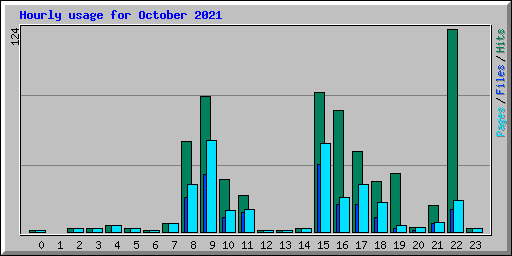 Hourly usage for October 2021
124
Pages/Files/Hits
0 1 2 3 4 5 6 7 8 9 10 11 12 13 14 15 16 17 18 19 20 21 22 23